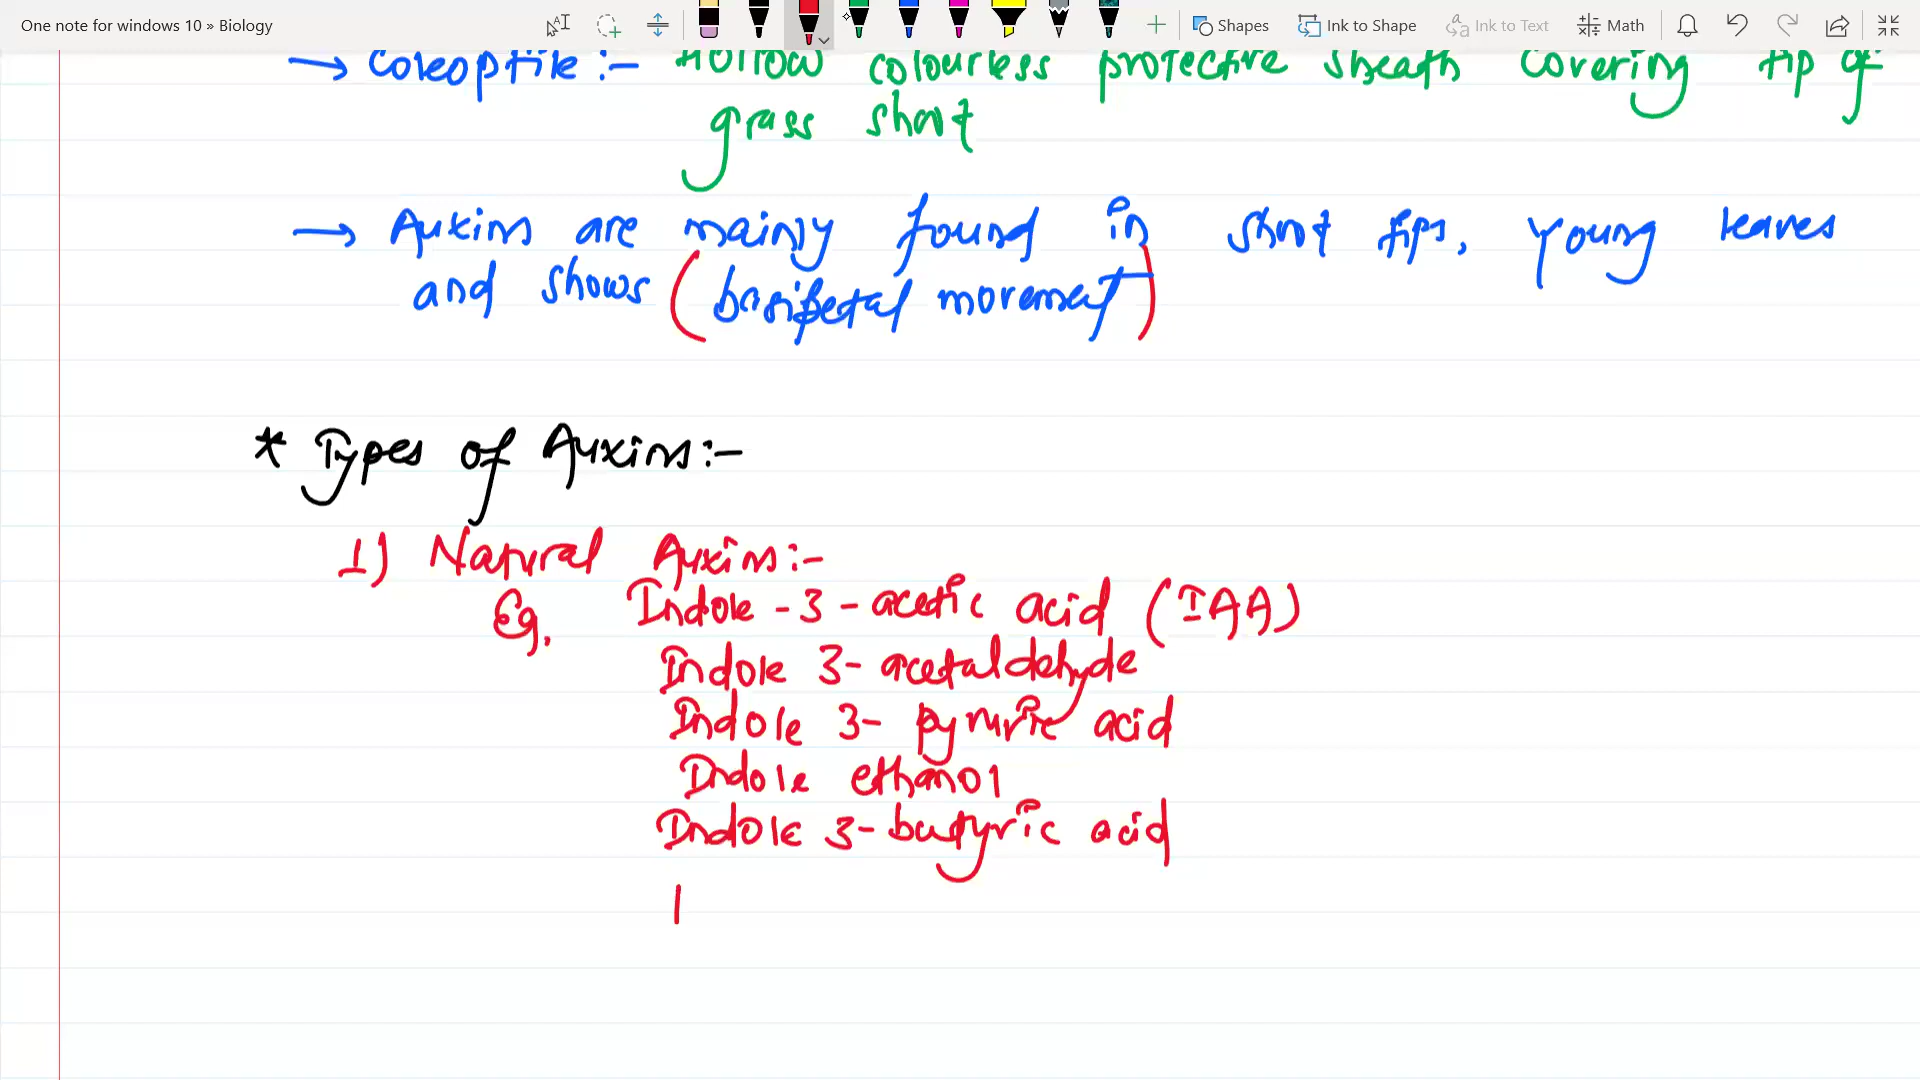 One note for windows 10 » Biology
Shapes Ink to Shape Ink to Text Math
→ Coleoptile :- Hollow colourless protective sheath covering tip of
grass shoot
→ Auxins are mainly found in shoot tips, young leaves
and shows (basipetal movement)
* Types of Auxins:-
1) Natural Auxins:-
Eg. Indole -3 - acetic acid (IAA)
Indole 3- acetaldehyde
Indole 3- pyruvic acid
Indole ethanol
Indole 3- butyric acid